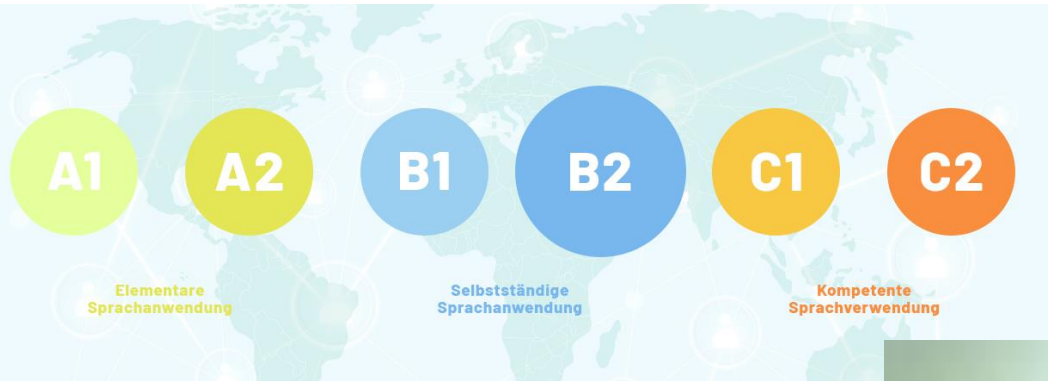 A1 A2 B1 B2 C1 C2
Elementare
Sprachanwendung
Selbstständige
Sprachanwendung
Kompetente
Sprachverwendung